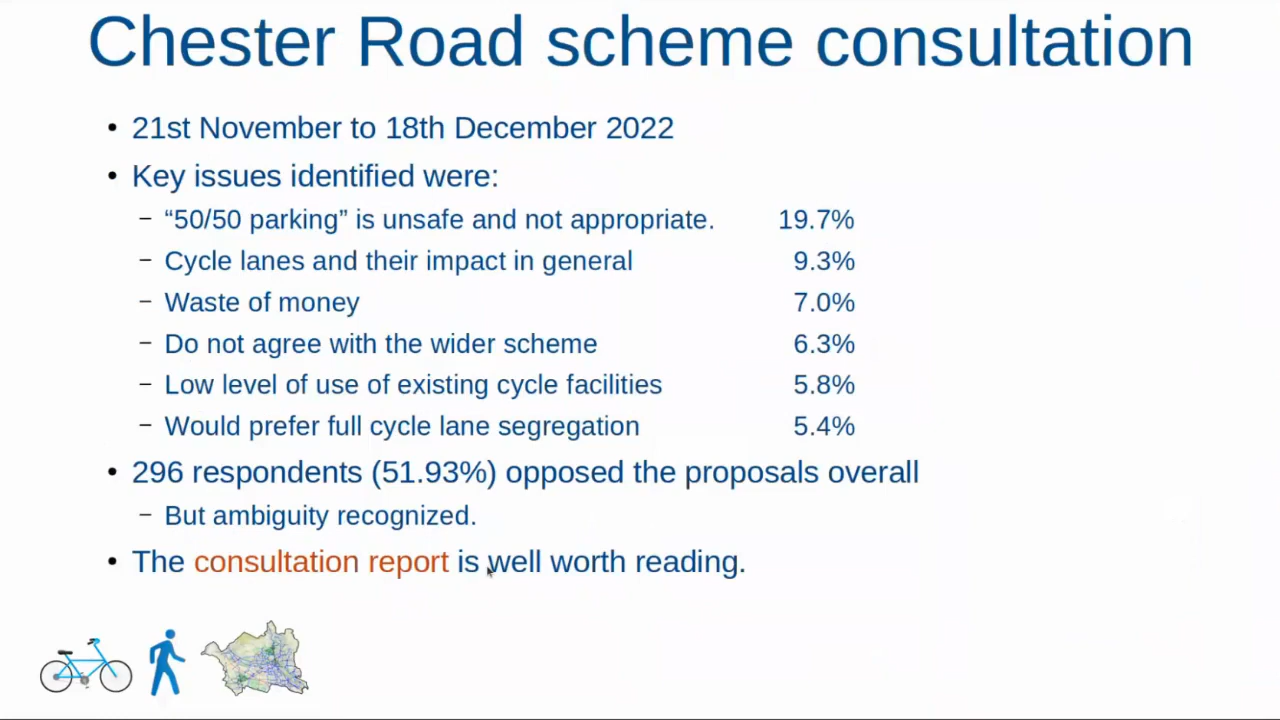 Chester Road scheme consultation
• 21st November to 18th December 2022
• Key issues identified were:
– “50/50 parking” is unsafe and not appropriate. 19.7%
– Cycle lanes and their impact in general 9.3%
– Waste of money 7.0%
– Do not agree with the wider scheme 6.3%
– Low level of use of existing cycle facilities 5.8%
– Would prefer full cycle lane segregation 5.4%
• 296 respondents (51.93%) opposed the proposals overall
– But ambiguity recognized.
• The consultation report is well worth reading.